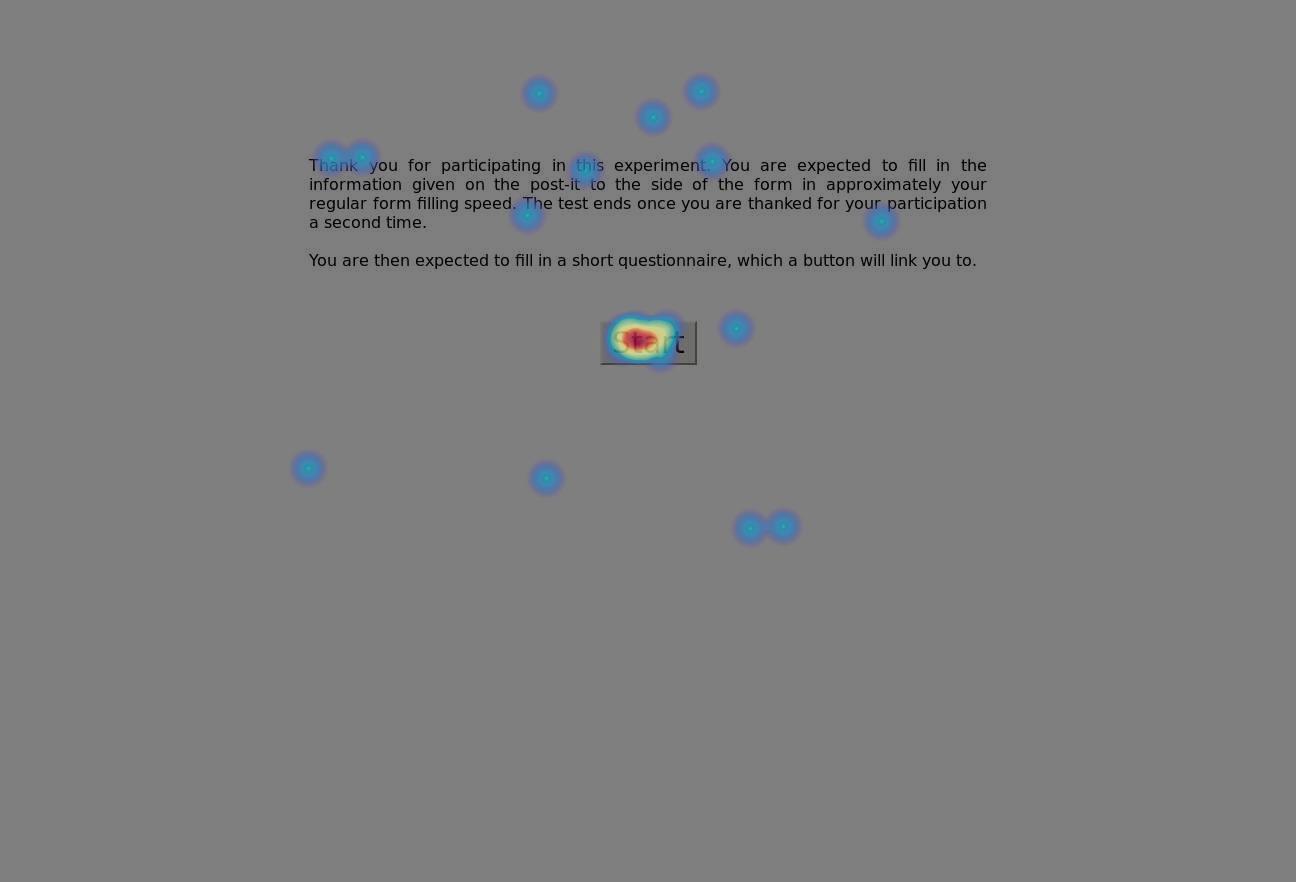 Thank you for participating in this experiment. You are expected to fill in the
information given on the post-it to the side of the form in approximately your
regular form filling speed. The test ends once you are thanked for your participation
a second time.
You are then expected to fill in a short questionnaire, which a button will link you to.
Start